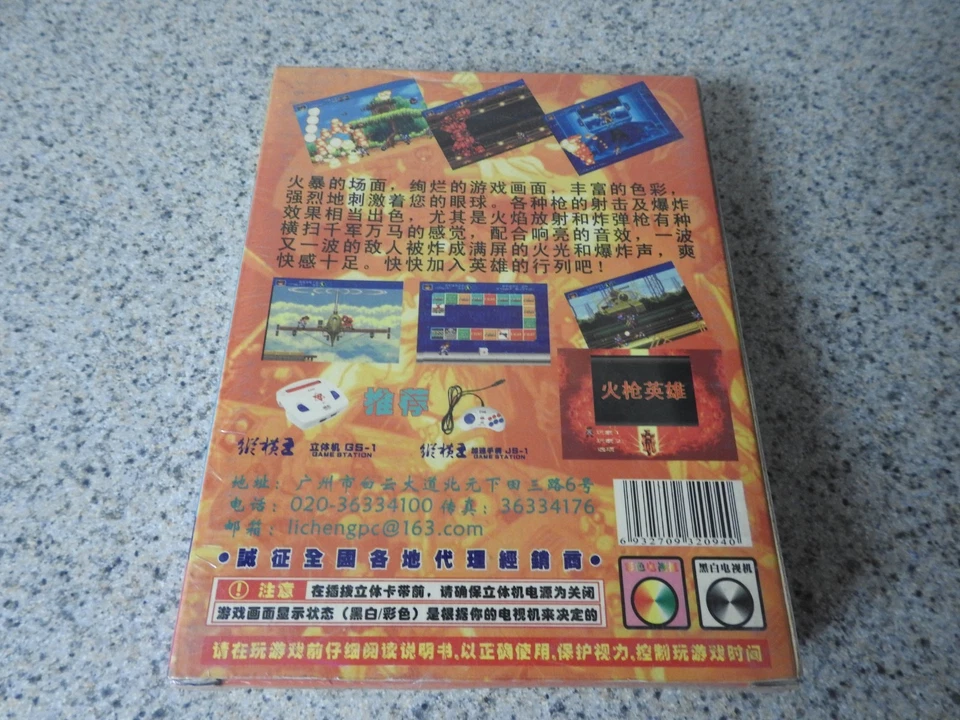 火暴的场面，绚烂的游戏画面，丰富的色彩，
强烈地刺激着您的眼球。各种枪的射击及爆炸
效果相当出色，尤其是火焰放射和炸弹枪有种
横扫千军万马的感觉，配合响亮的音效，一波
又一波的敌人被炸成满屏的火光和爆炸声，爽
快感十足。快快加入英雄的行列吧！
火枪英雄
推荐
纵横王 立体机 GS-1
GAME STATION
纵横王 JS-1
GAME STATION
地址：广州市白云大道北元下田三路6号
电话：020-36334100 传真：36334176
邮箱：lichengpc@163.com
6 932709 320940
•誠征全國各地代理經銷商•
黑白电视机
! 注意 在插拨立体卡带前，请确保立体机电源为关闭
游戏画面显示状态（黑白/彩色）是根据你的电视机来决定的
请在玩游戏前仔细阅读说明书，以正确使用，保护视力，控制玩游戏时间